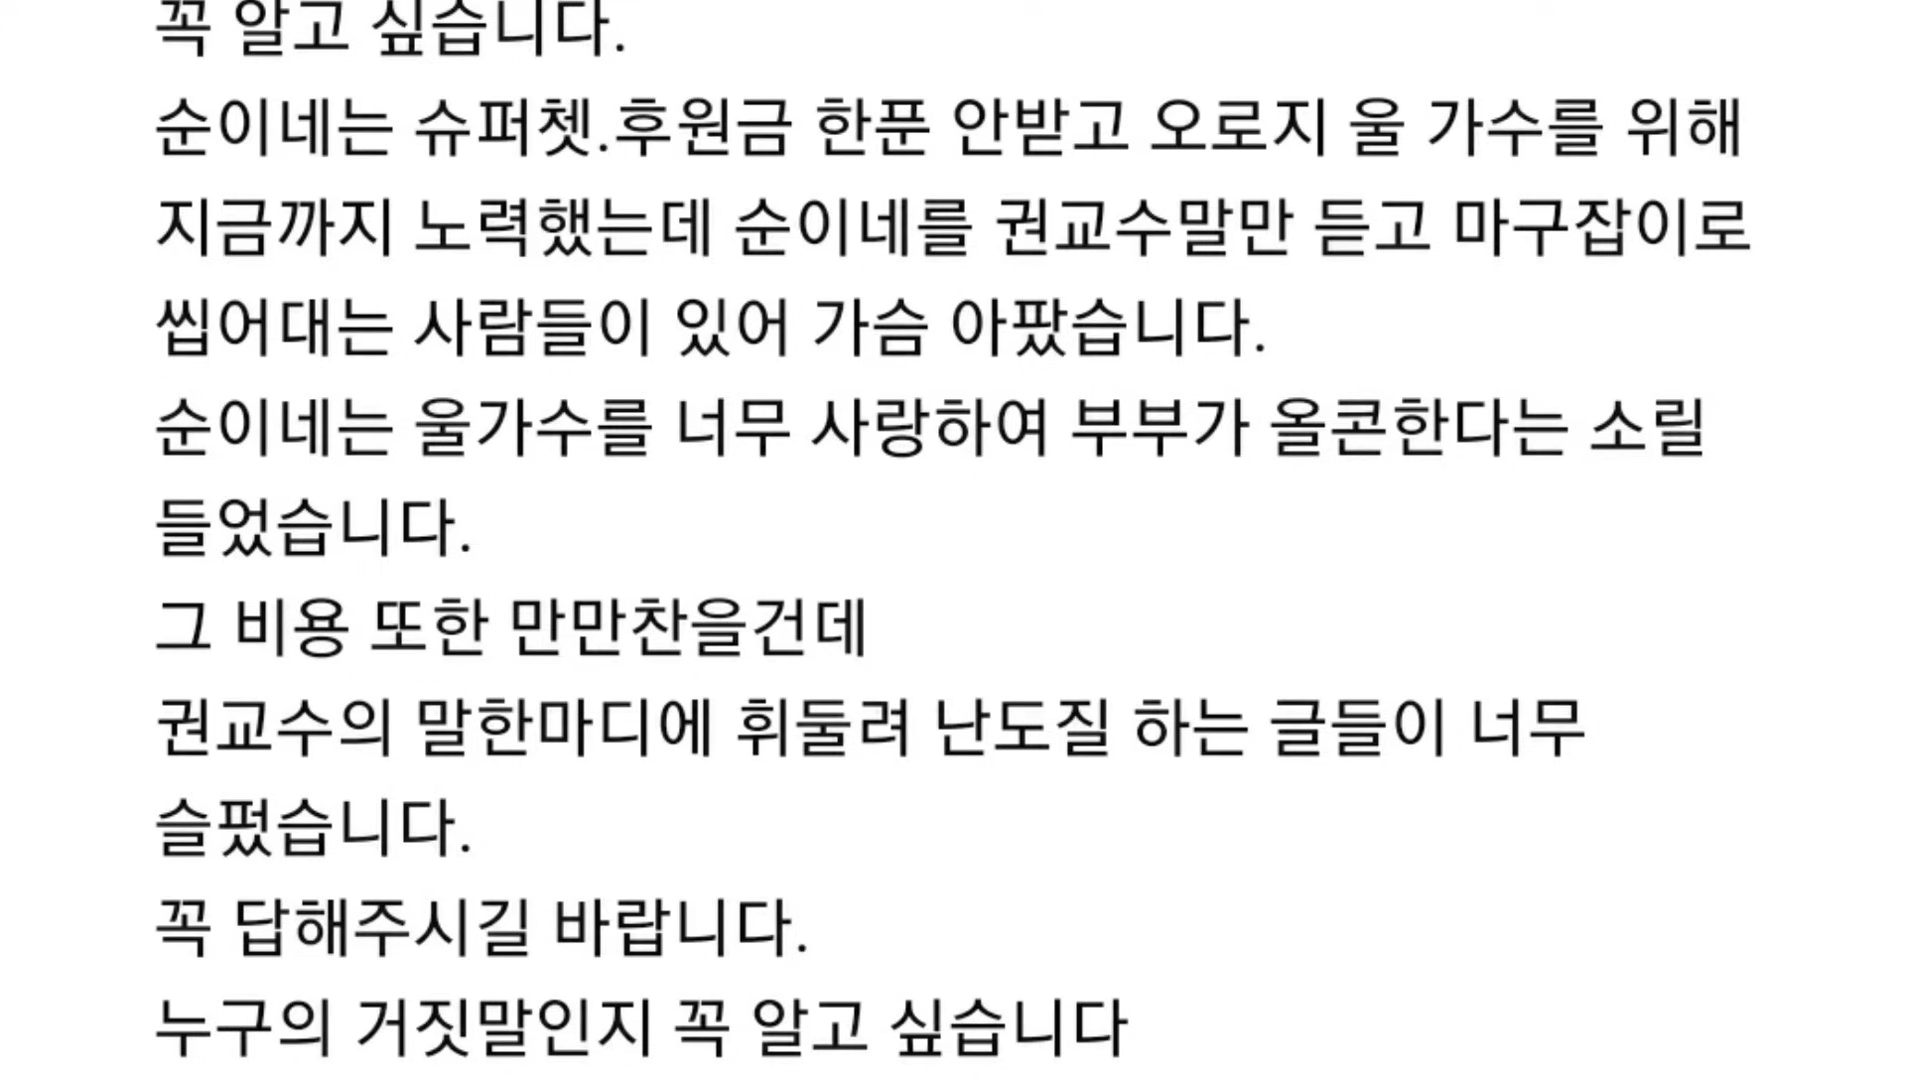 꼭 알고 싶습니다.
순이네는 슈퍼쳇.후원금 한푼 안받고 오로지 울 가수를 위해
지금까지 노력했는데 순이네를 권교수말만 듣고 마구잡이로
씹어대는 사람들이 있어 가슴 아팠습니다.
순이네는 울가수를 너무 사랑하여 부부가 올콘한다는 소릴
들었습니다.
그 비용 또한 만만찬을건데
권교수의 말한마디에 휘둘려 난도질 하는 글들이 너무
슬펐습니다.
꼭 답해주시길 바랍니다.
누구의 거짓말인지 꼭 알고 싶습니다